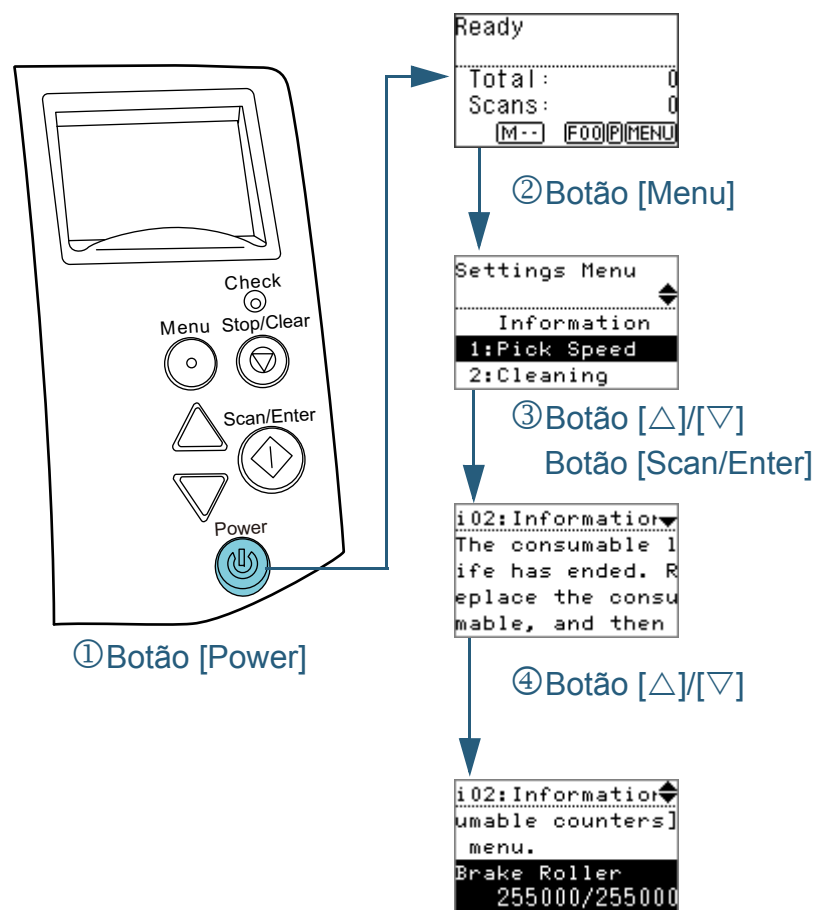 Check
Menu Stop/Clear
Scan/Enter
Power
①Botão [Power]
Ready
Total: 0
Scans: 0
M-- F00 P MENU
②Botão [Menu]
Settings Menu
Information
1:Pick Speed
2:Cleaning
③Botão [△]/[▽]
Botão [Scan/Enter]
i02:Information
The consumable l
ife has ended. R
eplace the consu
mable, and then
④Botão [△]/[▽]
i02:Information
umable counters]
menu.
Brake Roller
255000/255000